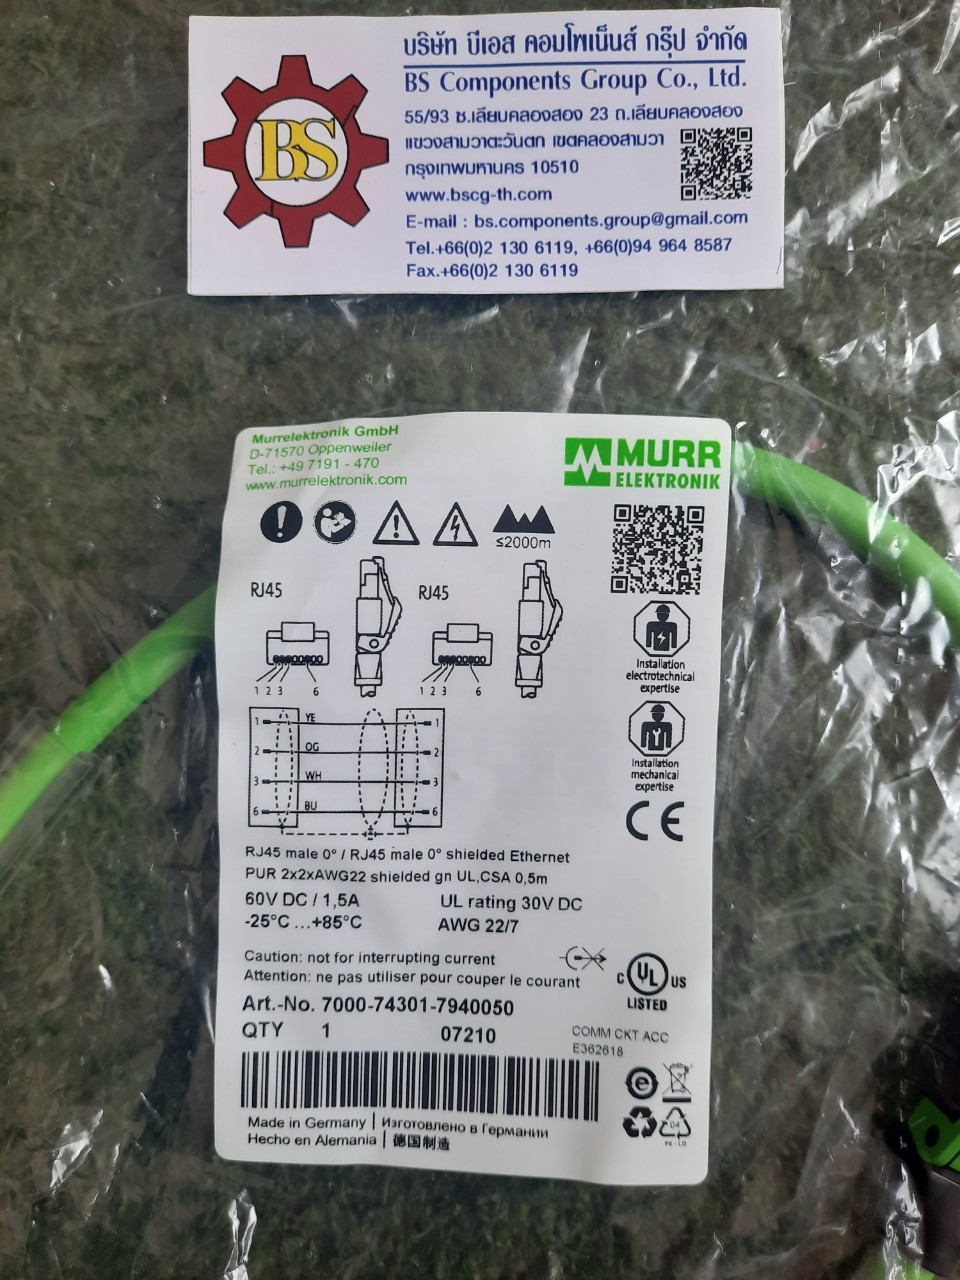 BS
บริษัท บีเอส คอมโพเน็นส์ กรุ๊ป จำกัด
BS Components Group Co., Ltd.
55/93 ซ.เลียบคลองสอง 23 ถ.เลียบคลองสอง
แขวงสามวาตะวันตก เขตคลองสามวา
กรุงเทพมหานคร 10510
www.bscg-th.com
E-mail : bs.components.group@gmail.com
Tel.+66(0)2 130 6119, +66(0)94 964 8587
Fax.+66(0)2 130 6119
Murrelektronik GmbH
D-71570 Oppenweiler
Tel.: +49 7191 - 470
www.murrelektronik.com
MURR
ELEKTRONIK
≤2000m
RJ45 RJ45
1 2 3 6 1 2 3 6
1 YE 1
2 OG 2
3 WH 3
6 BU 6
Installation
electrotechnical
expertise
Installation
mechanical
expertise
CE
RJ45 male 0° / RJ45 male 0° shielded Ethernet
PUR 2x2xAWG22 shielded gn UL,CSA 0,5m
60V DC / 1,5A UL rating 30V DC
-25°C ...+85°C AWG 22/7
Caution: not for interrupting current
Attention: ne pas utiliser pour couper le courant
C UL US
LISTED
Art.-No. 7000-74301-7940050
QTY 1 07210
COMM CKT ACC
E362618
e
04
PE-LD
Made in Germany | Изготовлено в Германии
Hecho en Alemania | 德国制造